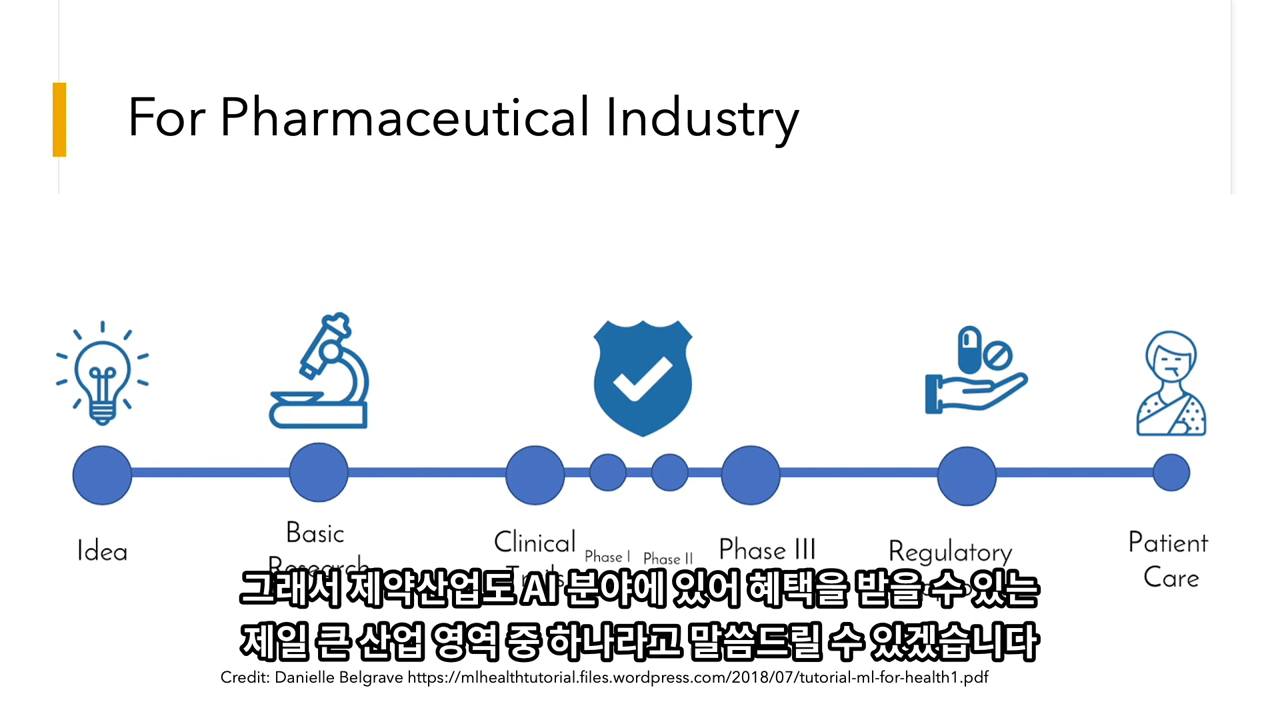 For Pharmaceutical Industry
Idea
Basic
Research
Clinical
Phase I
Phase II
Phase III
Regulatory
Patient
Care
그래서 제약산업도 AI 분야에 있어 혜택을 받을 수 있는
제일 큰 산업 영역 중 하나라고 말씀드릴 수 있겠습니다
Credit: Danielle Belgrave https://mlhealthtutorial.files.wordpress.com/2018/07/tutorial-ml-for-health1.pdf